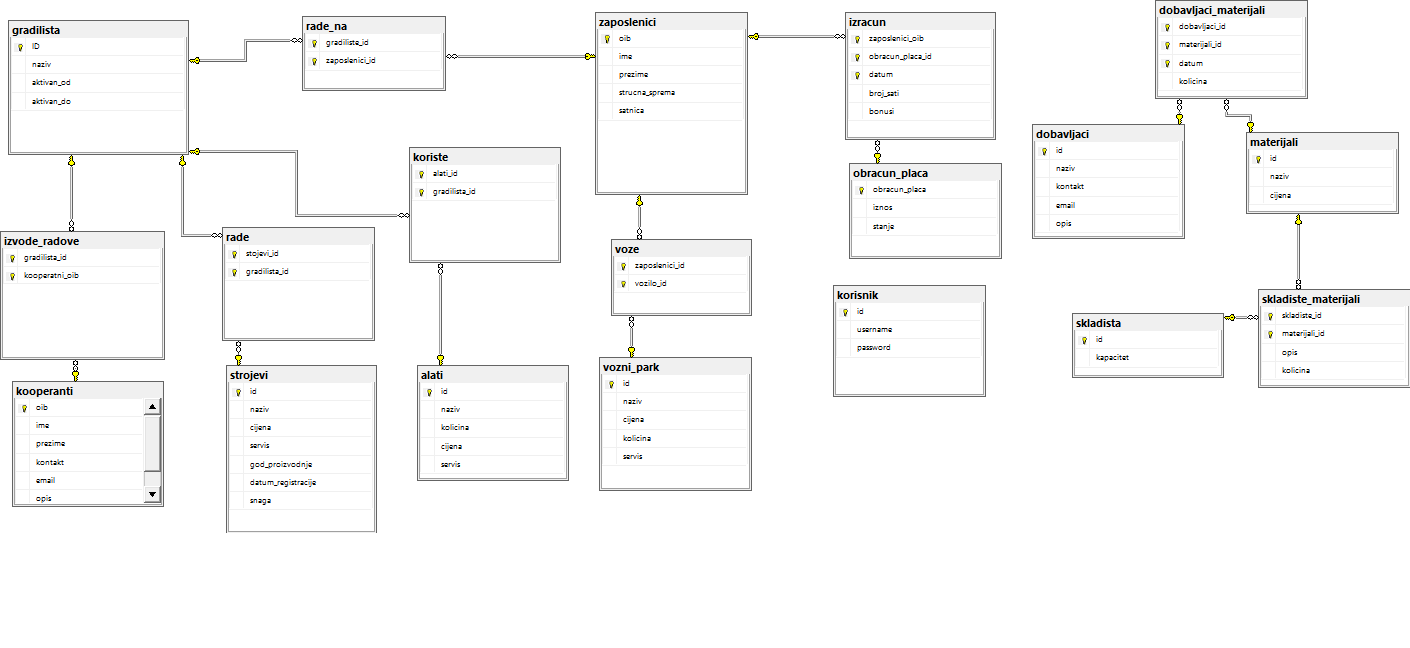 gradilista
ID
naziv
aktivan_od
aktivan_do
rade_na
gradiliste_id
zaposlenici_id
zaposlenici
oib
ime
prezime
strucna_sprema
satnica
izracun
zaposlenici_oib
obracun_placa_id
datum
broj_sati
bonusi
dobavljaci_materijali
dobavljaci_id
materijali_id
datum
kolicina
dobavljaci
id
naziv
kontakt
email
opis
materijali
id
naziv
cijena
koriste
alati_id
gradilista_id
obracun_placa
obracun_placa
iznos
stanje
izvode_radove
gradilista_id
kooperatni_oib
rade
stojevi_id
gradilista_id
voze
zaposlenici_id
vozilo_id
korisnik
id
username
password
skladista
id
kapacitet
skladiste_materijali
skladiste_id
materijali_id
opis
kolicina
kooperanti
oib
ime
prezime
kontakt
email
opis
strojevi
id
naziv
cijena
servis
god_proizvodnje
datum_registracije
snaga
alati
id
naziv
kolicina
cijena
servis
vozni_park
id
naziv
cijena
kolicina
servis